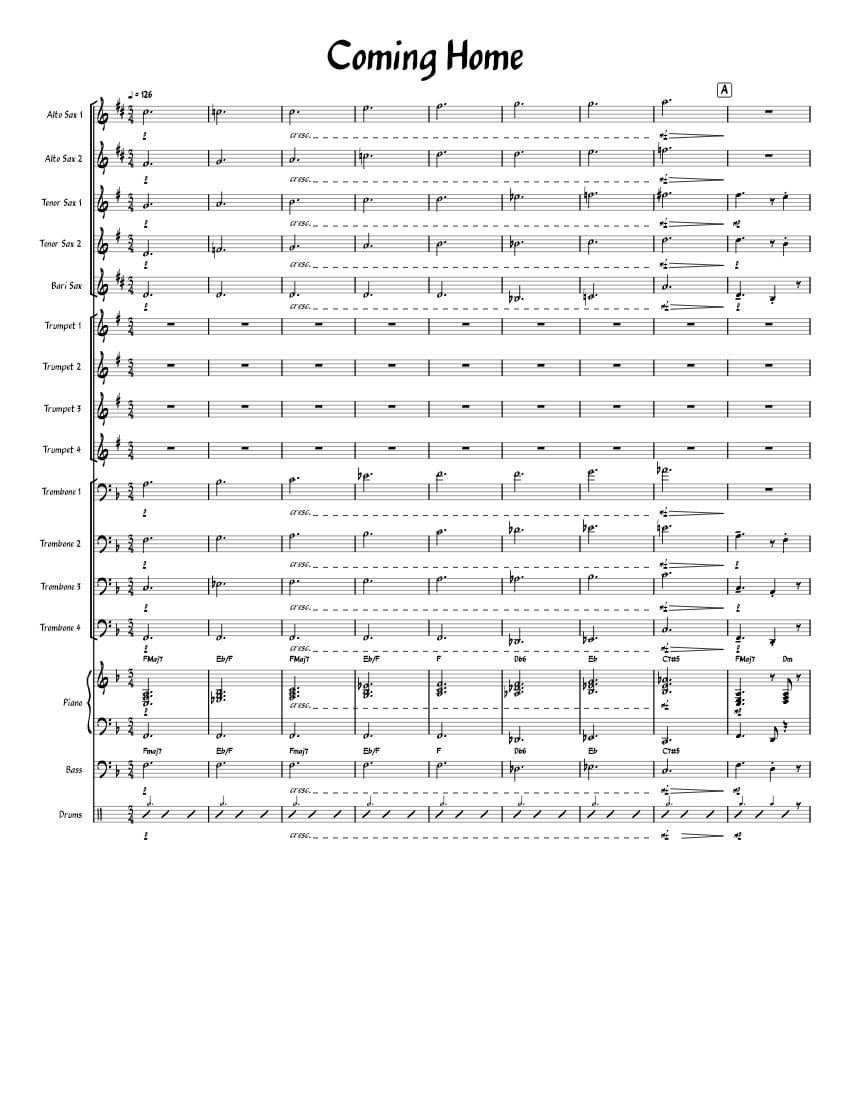 Coming Home
♩ = 126
A
Alto Sax 1
p
cresc.
mf
Alto Sax 2
p
cresc.
mf
Tenor Sax 1
p
cresc.
mf
mp
Tenor Sax 2
p
cresc.
mf
p
Bari Sax
p
cresc.
mf
p
Trumpet 1
Trumpet 2
Trumpet 3
Trumpet 4
Trombone 1
p
cresc.
mf
Trombone 2
p
cresc.
mf
p
Trombone 3
p
cresc.
mf
p
Trombone 4
p
cresc.
mf
p
FMaj7 Eb/F FMaj7 Eb/F F Db6 Eb C7#5 FMaj7 Dm
Piano
p
cresc.
mf
mp
Fmaj7 Eb/F Fmaj7 Eb/F F Db6 Eb C7#5
Bass
p
cresc.
mf
mp
Drums
p
cresc.
mf
mp